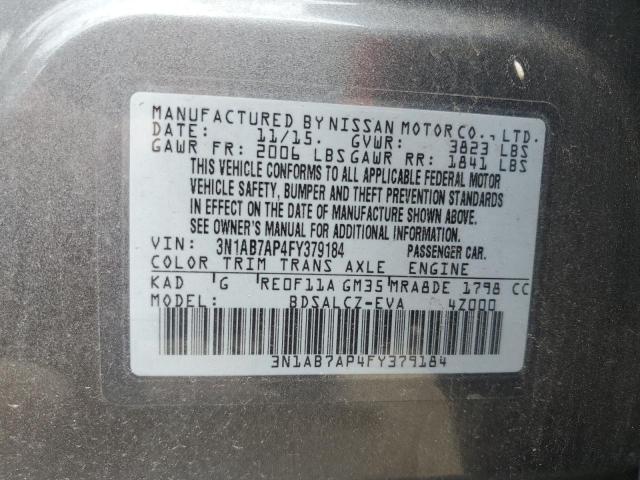 MANUFACTURED BY NISSAN MOTOR CO., LTD.
DATE: 11/15. GVWR: 3823 LBS
GAWR FR: 2006 LBS GAWR RR: 1841 LBS
THIS VEHICLE CONFORMS TO ALL APPLICABLE FEDERAL MOTOR
VEHICLE SAFETY, BUMPER AND THEFT PREVENTION STANDARDS
IN EFFECT ON THE DATE OF MANUFACTURE SHOWN ABOVE.
SEE OWNER'S MANUAL FOR ADDITIONAL INFORMATION.
VIN: 3N1AB7AP4FY379184 PASSENGER CAR.
COLOR TRIM TRANS AXLE ENGINE
KAD G RE0F11A GM35 MRA8DE 1798 CC
MODEL: BDSALCZ-EVA 4Z000
3N1AB7AP4FY379184